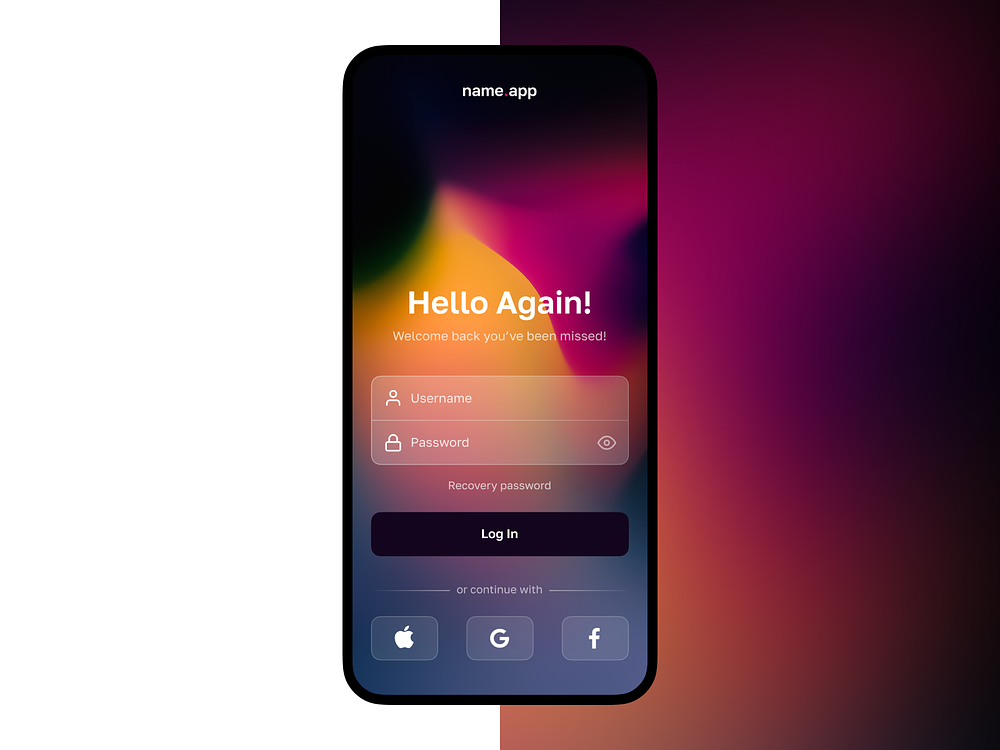 name.app
Hello Again!
Welcome back you’ve been missed!
Username
Password
Recovery password
Log In
or continue with